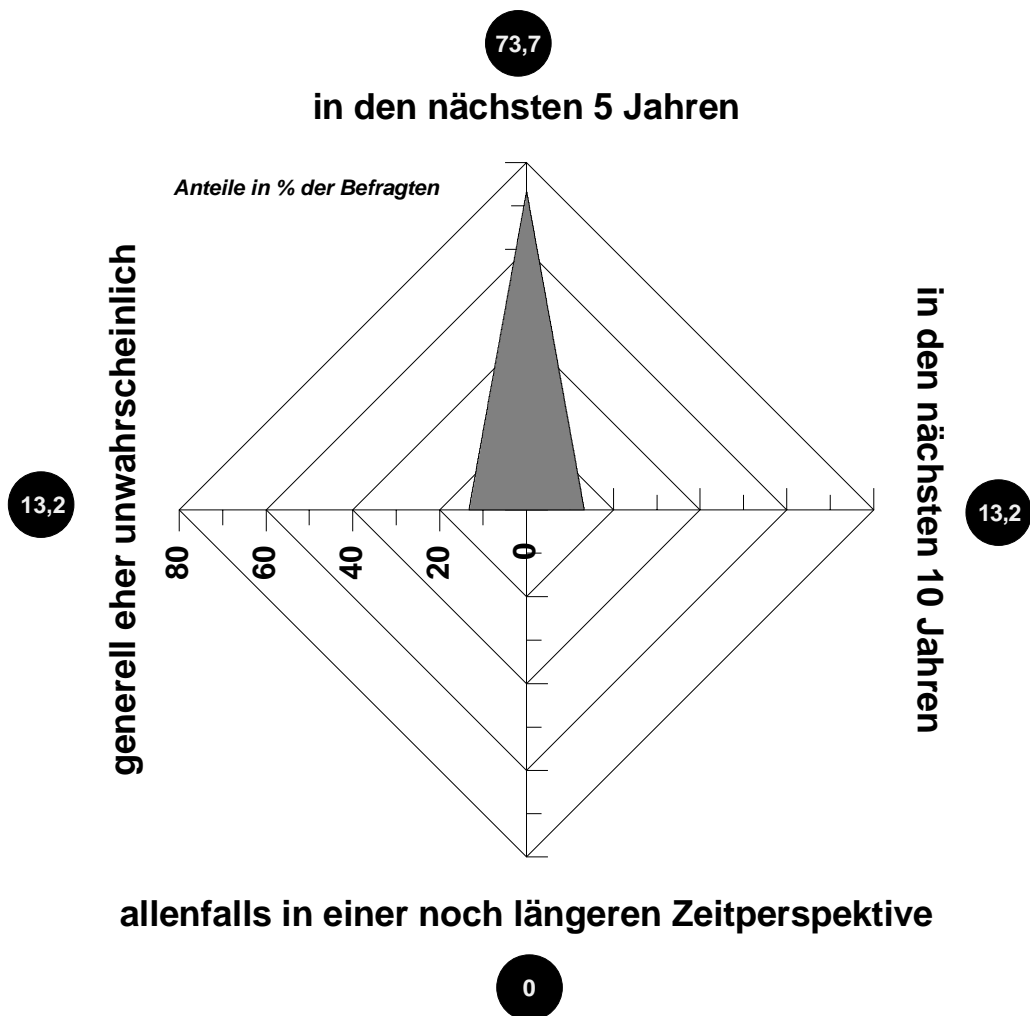 73,7
in den nächsten 5 Jahren
Anteile in % der Befragten
generell eher unwahrscheinlich
13,2
in den nächsten 10 Jahren
13,2
80
60
40
20
0
allenfalls in einer noch längeren Zeitperspektive
0